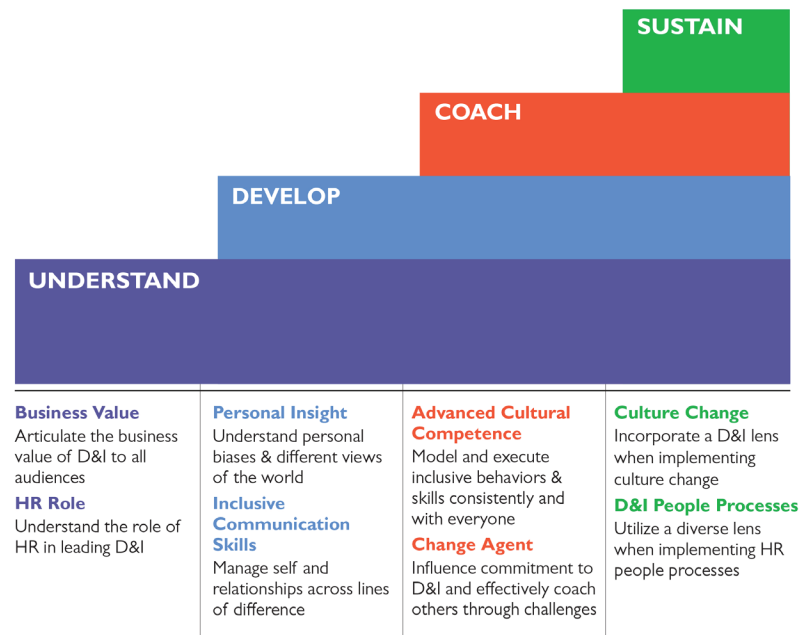 SUSTAIN
COACH
DEVELOP
UNDERSTAND
Business Value
Articulate the business
value of D&I to all
audiences
HR Role
Understand the role of
HR in leading D&I
Personal Insight
Understand personal
biases & different views
of the world
Inclusive
Communication
Skills
Manage self and
relationships across lines
of difference
Advanced Cultural
Competence
Model and execute
inclusive behaviors &
skills consistently and
with everyone
Change Agent
Influence commitment to
D&I and effectively coach
others through challenges
Culture Change
Incorporate a D&I lens
when implementing
culture change
D&I People Processes
Utilize a diverse lens
when implementing HR
people processes